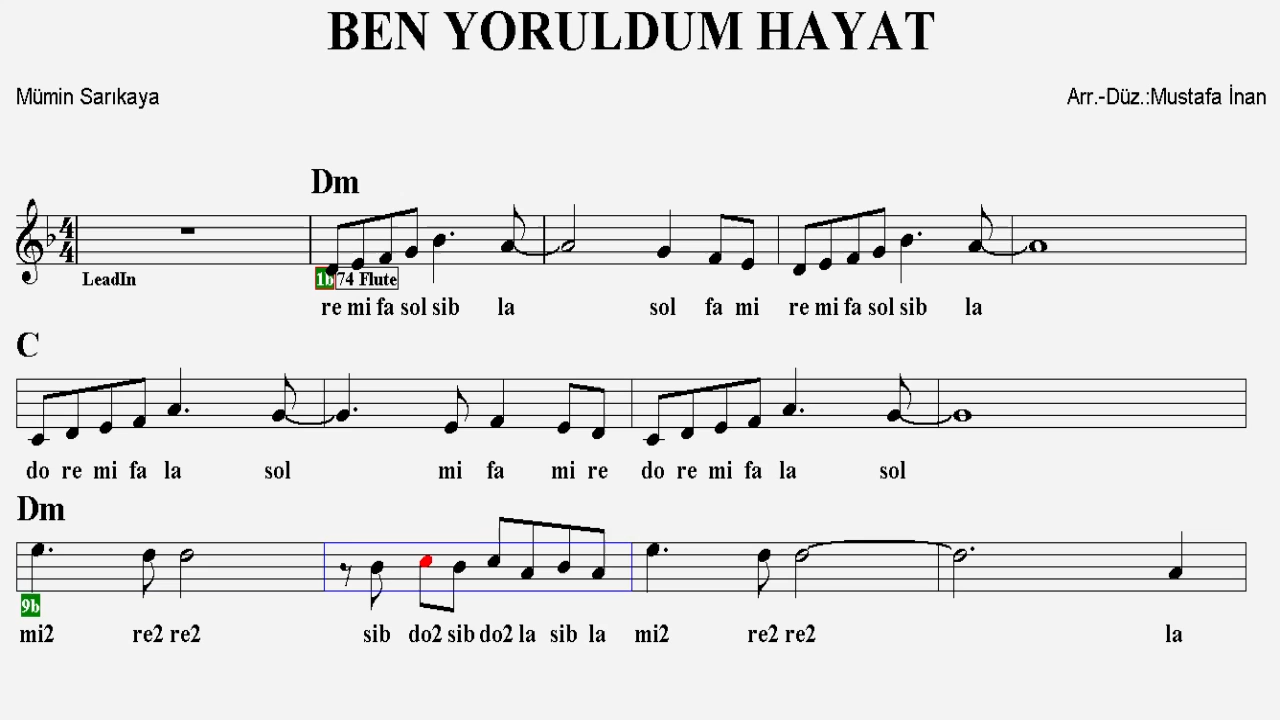 BEN YORULDUM HAYAT
Mümin Sarıkaya
Arr.-Düz.:Mustafa İnan
Dm
4
4
LeadIn
1b 74 Flute
re mi fa sol sib la sol fa mi re mi fa sol sib la
C
do re mi fa la sol mi fa mi re do re mi fa la sol
Dm
9b
mi2 re2 re2 sib do2 sib do2 la sib la mi2 re2 re2 la